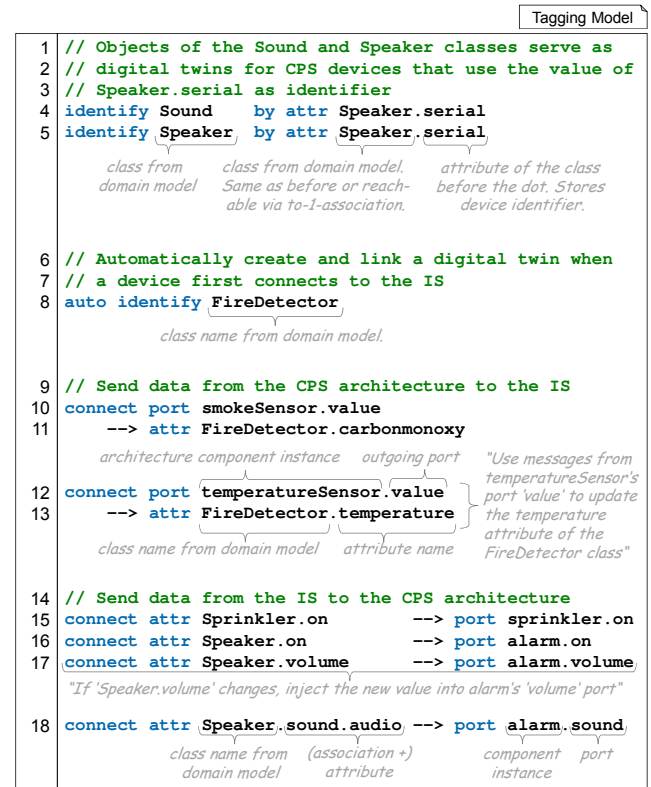 Tagging Model
1 // Objects of the Sound and Speaker classes serve as
2 // digital twins for CPS devices that use the value of
3 // Speaker.serial as identifier
4 identify Sound by attr Speaker.serial
5 identify Speaker by attr Speaker.serial
class from class from domain model. attribute of the class
domain model Same as before or reach- before the dot. Stores
able via to-1-association. device identifier.
6 // Automatically create and link a digital twin when
7 // a device first connects to the IS
8 auto identify FireDetector
class name from domain model.
9 // Send data from the CPS architecture to the IS
10 connect port smokeSensor.value
11 --> attr FireDetector.carbonmonoxy
architecture component instance outgoing port "Use messages from
temperatureSensor's
12 connect port temperatureSensor.value port 'value' to update
13 --> attr FireDetector.temperature the temperature
attribute of the
class name from domain model attribute name FireDetector class"
14 // Send data from the IS to the CPS architecture
15 connect attr Sprinkler.on --> port sprinkler.on
16 connect attr Speaker.on --> port alarm.on
17 connect attr Speaker.volume --> port alarm.volume
"If 'Speaker.volume' changes, inject the new value into alarm's 'volume' port"
18 connect attr Speaker.sound.audio --> port alarm.sound
class name from (association +) component port
domain model attribute instance